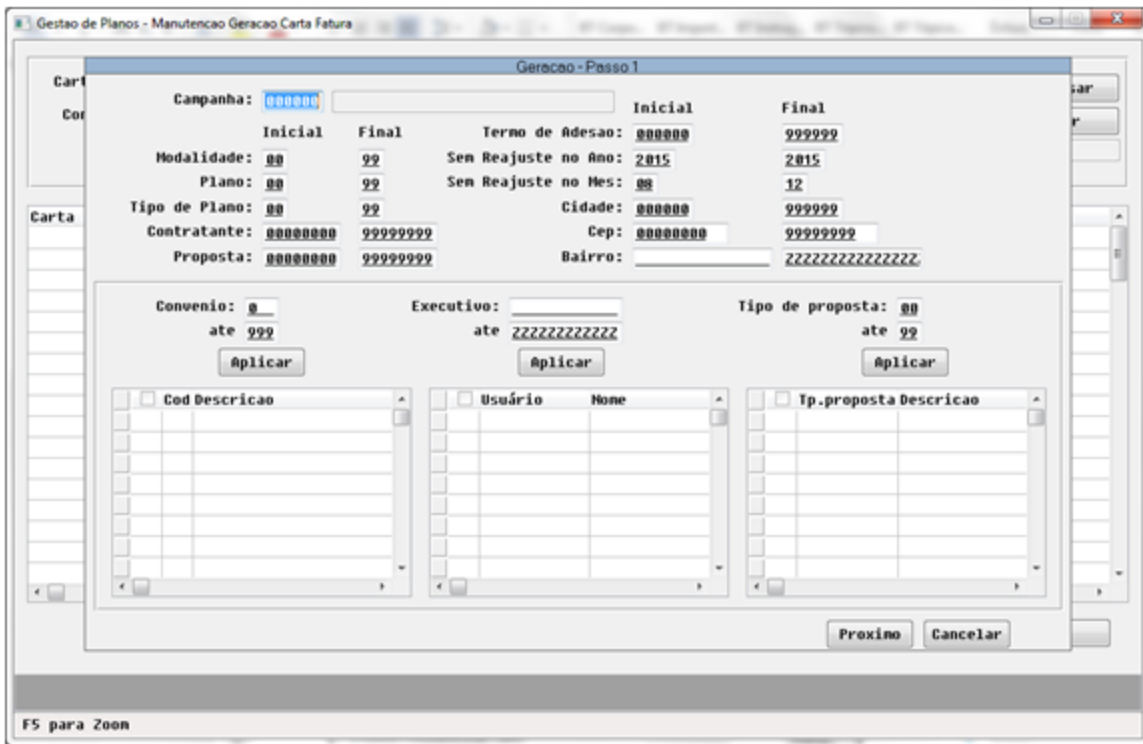 Gestao de Planos - Manutencao Geracao Carta Fatura
Geracao - Passo 1
Campanha: 000000
Inicial Final
Inicial Final
Termo de Adesao: 000000 999999
Modalidade: 00 99
Sem Reajuste no Ano: 2015 2015
Plano: 00 99
Sem Reajuste no Mes: 08 12
Tipo de Plano: 00 99
Cidade: 000000 999999
Contratante: 00000000 99999999
Cep: 00000000 99999999
Proposta: 00000000 99999999
Bairro: ZZZZZZZZZZZZZZZ
Carta
Convenio: 0
ate 999
Aplicar
Executivo:
ate ZZZZZZZZZZZZ
Aplicar
Tipo de proposta: 00
ate 99
Aplicar
Cod Descricao
Usuário Nome
Tp.proposta Descricao
Proximo Cancelar
F5 para Zoom